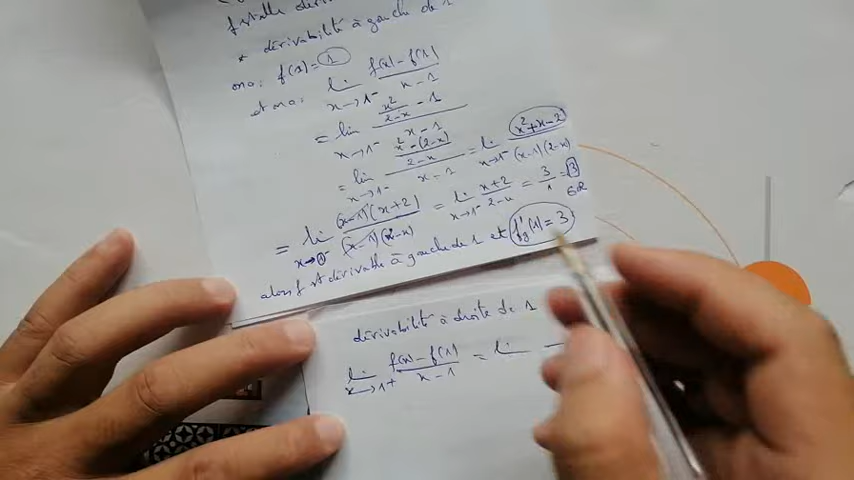 * dérivabilité à gauche de 1
on a: f(1) = 1
et on a: lim x→1⁻ (f(x) - f(1))/(x - 1)
= lim x→1⁻ (x²/(2-x) - 1)/(x - 1)
= lim x→1⁻ ((x² - (2-x))/(2-x))/(x - 1) = lim x→1⁻ (x² + x - 2)/((x-1)(2-x))
= lim x→1⁻ ((x-1)(x+2))/((x-1)(2-x)) = lim x→1⁻ (x+2)/(2-x) = 3/1 = 3 ∈ ℝ
alors f est dérivable à gauche de 1 et f'g(1) = 3
dérivabilité à droite de 1
lim x→1⁺ (f(x) - f(1))/(x - 1) = lim